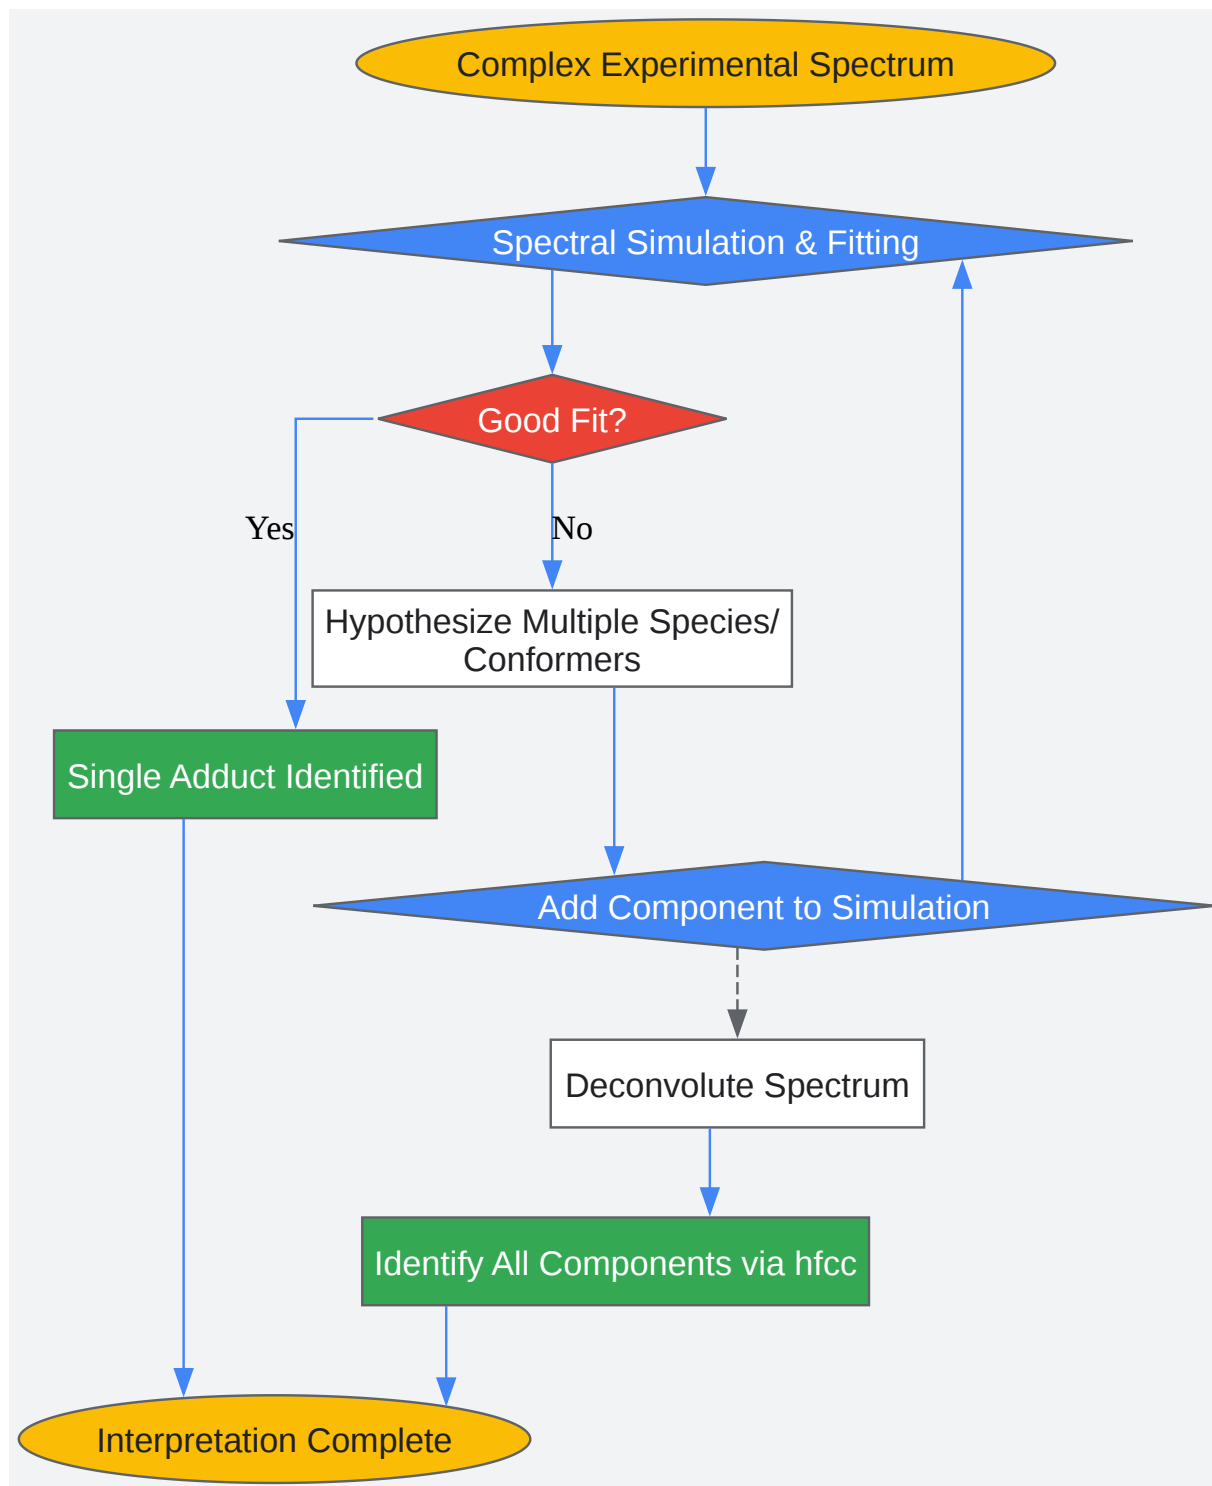 Complex Experimental Spectrum
Spectral Simulation & Fitting
Good Fit?
Yes
No
Hypothesize Multiple Species/
Conformers
Single Adduct Identified
Add Component to Simulation
Deconvolute Spectrum
Identify All Components via hfcc
Interpretation Complete